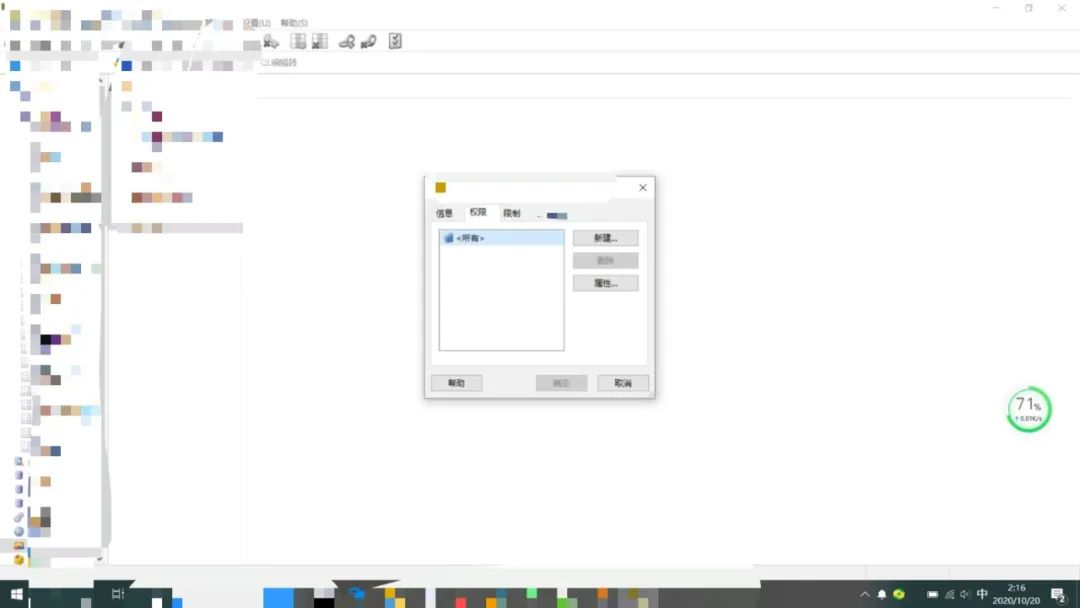 设置(U) 帮助(S)
QL编辑器
信息 权限 限制
<所有>
新建...
删除
属性...
帮助 确定 取消
71%
↑ 0.01K/s
中
2:16
2020/10/20
2